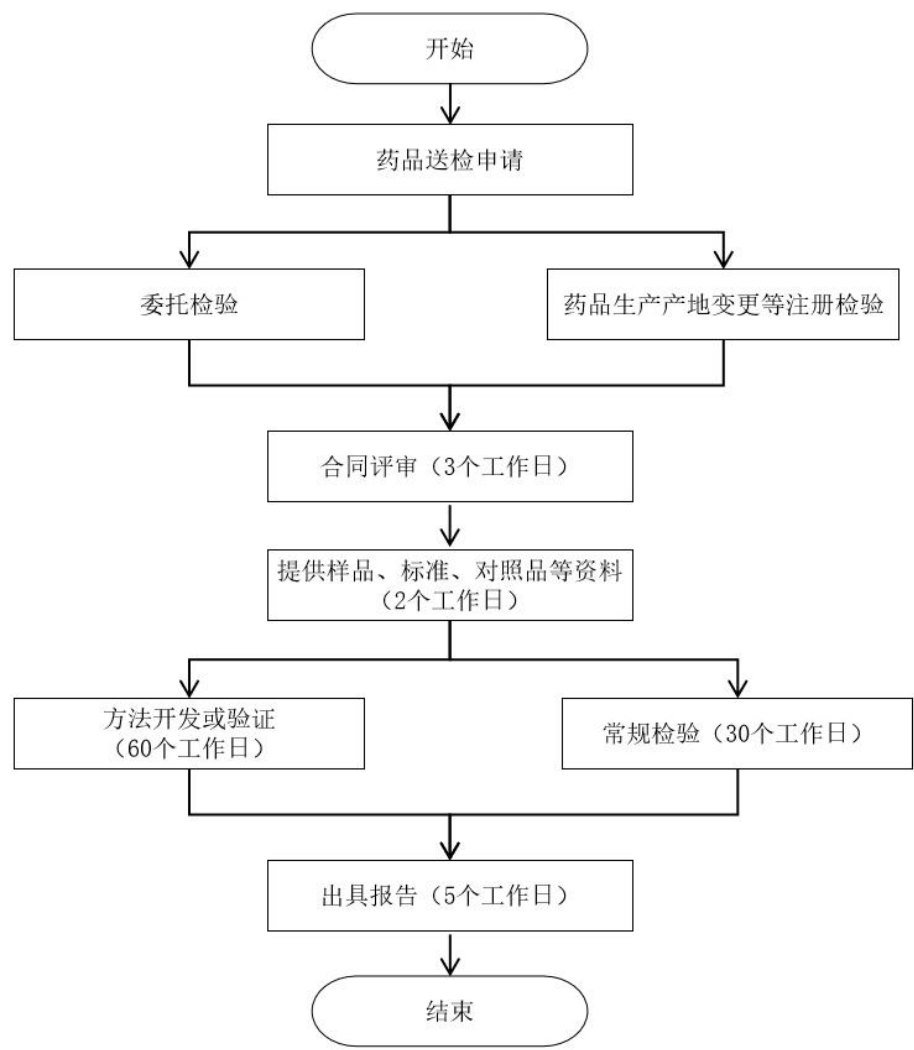 开始
药品送检申请
委托检验
药品生产产地变更等注册检验
合同评审（3个工作日）
提供样品、标准、对照品等资料
（2个工作日）
方法开发或验证
（60个工作日）
常规检验（30个工作日）
出具报告（5个工作日）
结束